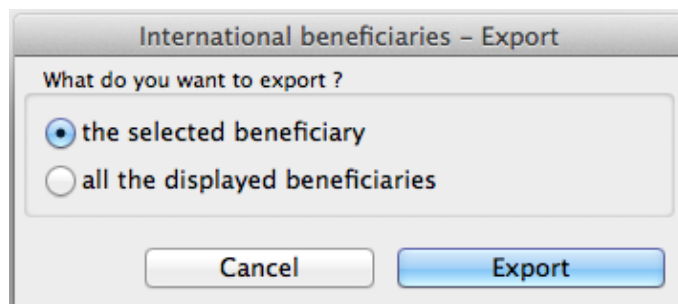 International beneficiaries – Export
What do you want to export ?
the selected beneficiary
all the displayed beneficiaries
Cancel Export